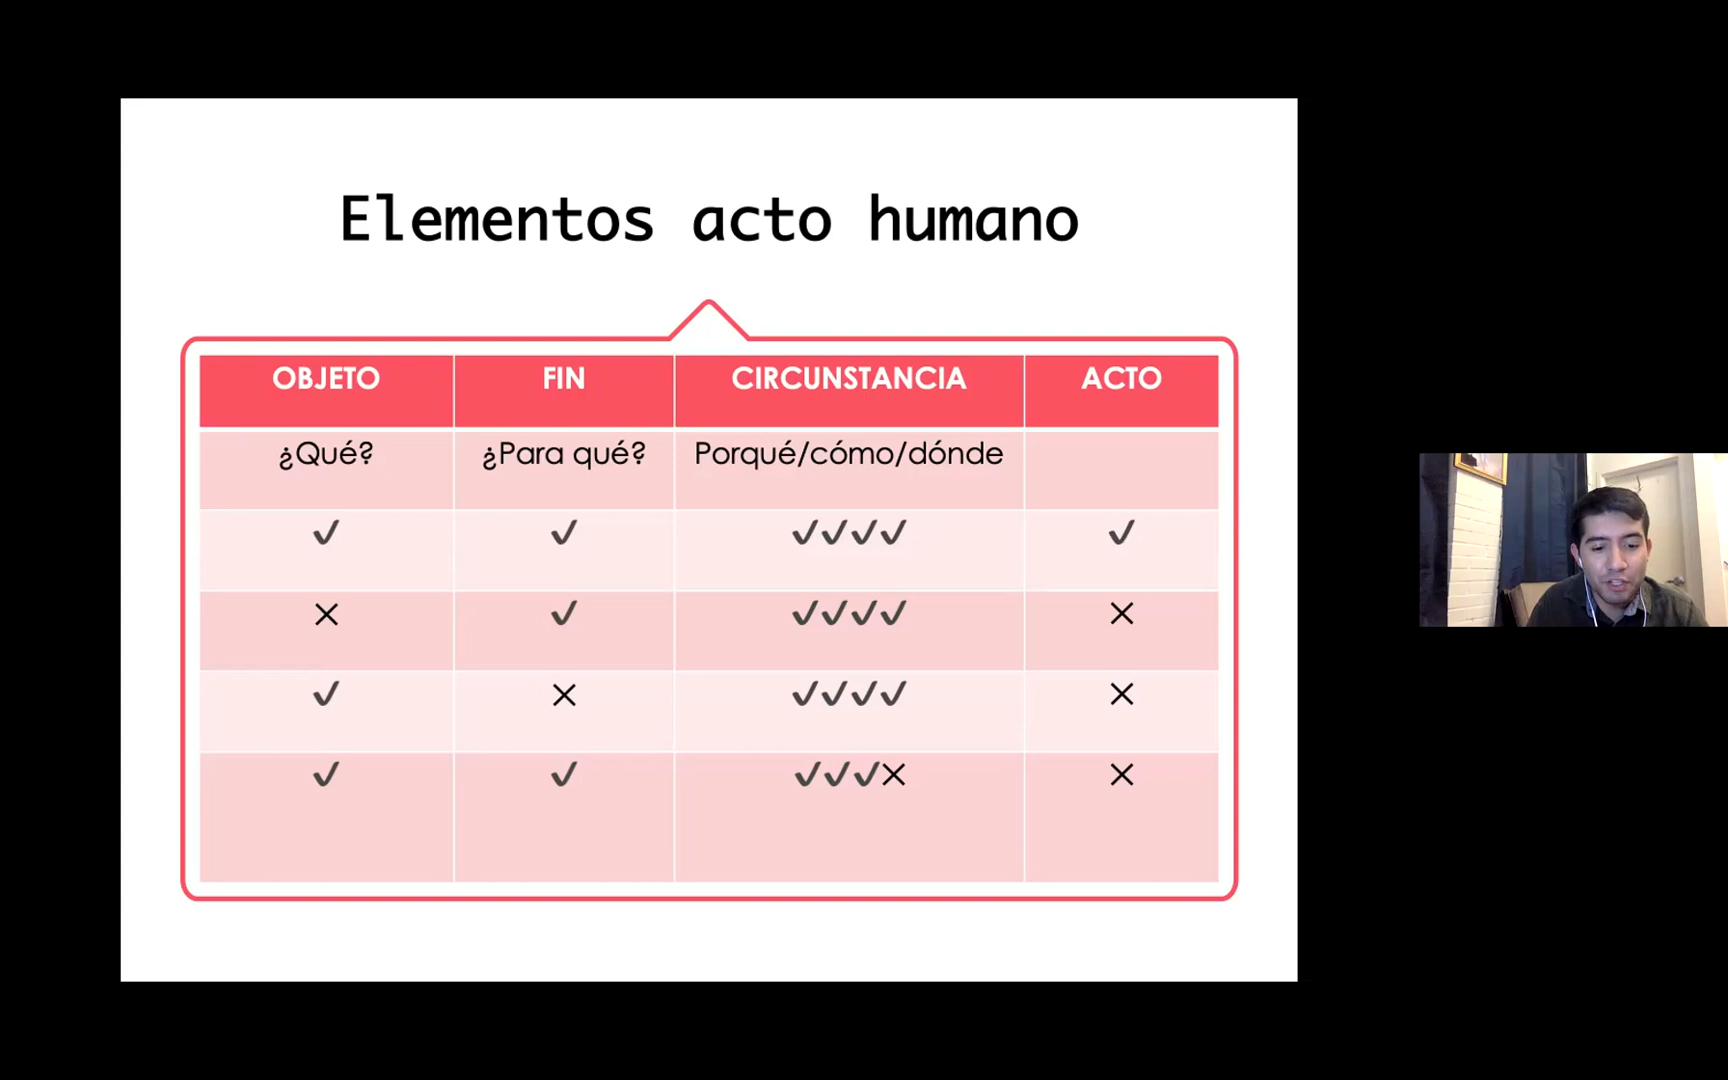 Elementos acto humano
OBJETO FIN CIRCUNSTANCIA ACTO
¿Qué? ¿Para qué? Porqué/cómo/dónde
✓ ✓ ✓✓✓✓ ✓
✕ ✓ ✓✓✓✓ ✕
✓ ✕ ✓✓✓✓ ✕
✓ ✓ ✓✓✓✕ ✕